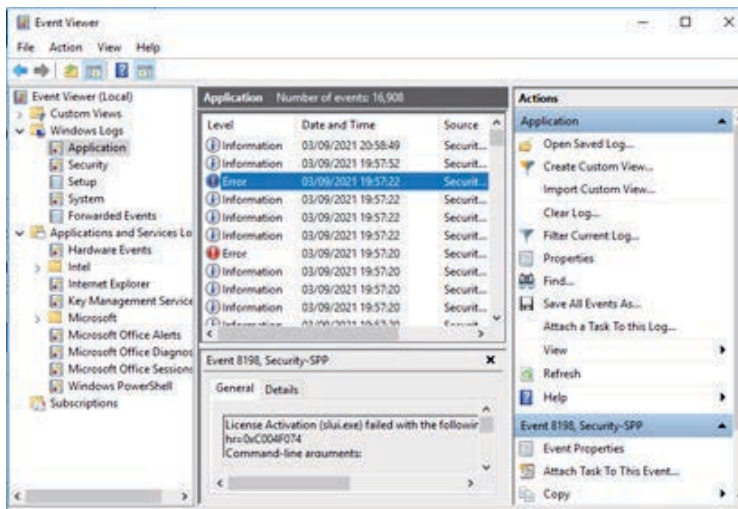 Event Viewer
File Action View Help
Event Viewer (Local)
Custom Views
Windows Logs
Application
Security
Setup
System
Forwarded Events
Applications and Services Lo
Hardware Events
Intel
Internet Explorer
Key Management Service
Microsoft
Microsoft Office Alerts
Microsoft Office Diagnos
Microsoft Office Sessions
Windows PowerShell
Subscriptions
Application Number of events: 16,908
Level Date and Time Source
Information 03/09/2021 20:58:49 Securit...
Information 03/09/2021 19:57:52 Securit...
Error 03/09/2021 19:57:22 Securit...
Information 03/09/2021 19:57:22 Securit...
Information 03/09/2021 19:57:22 Securit...
Information 03/09/2021 19:57:22 Securit...
Error 03/09/2021 19:57:20 Securit...
Information 03/09/2021 19:57:20 Securit...
Information 03/09/2021 19:57:20 Securit...
Information 03/09/2021 19:57:20 Securit...
Event 8198, Security-SPP
General Details
License Activation (slui.exe) failed with the followin
hr=0xC004F074
Command-line arguments:
Actions
Application
Open Saved Log...
Create Custom View...
Import Custom View...
Clear Log...
Filter Current Log...
Properties
Find...
Save All Events As...
Attach a Task To this Log...
View
Refresh
Help
Event 8198, Security-SPP
Event Properties
Attach Task To This Event...
Copy